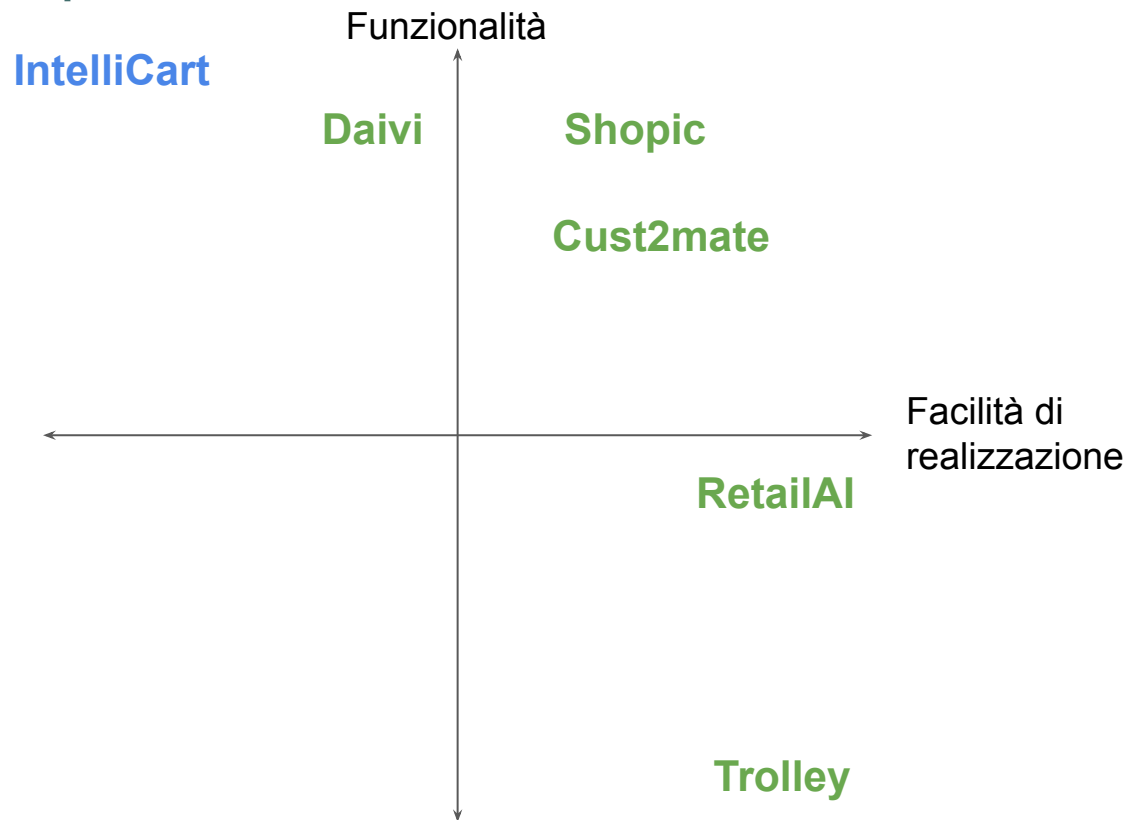 Funzionalità
IntelliCart
Daivi
Shopic
Cust2mate
Facilità di
realizzazione
RetailAI
Trolley